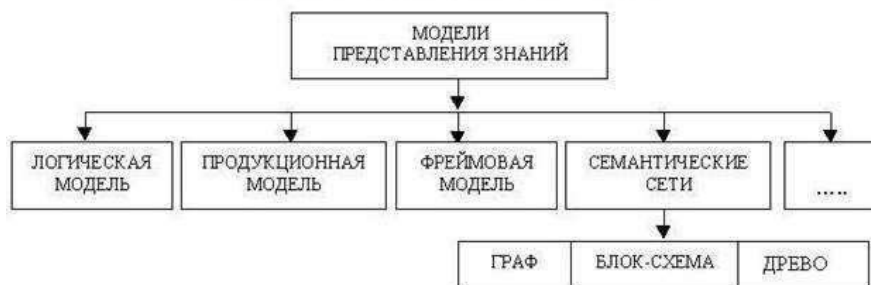 МОДЕЛИ
ПРЕДСТАВЛЕНИЯ ЗНАНИЙ
ЛОГИЧЕСКАЯ
МОДЕЛЬ
ПРОДУКЦИОННАЯ
МОДЕЛЬ
ФРЕЙМОВАЯ
МОДЕЛЬ
СЕМАНТИЧЕСКИЕ
СЕТИ
.....
ГРАФ
БЛОК-СХЕМА
ДРЕВО